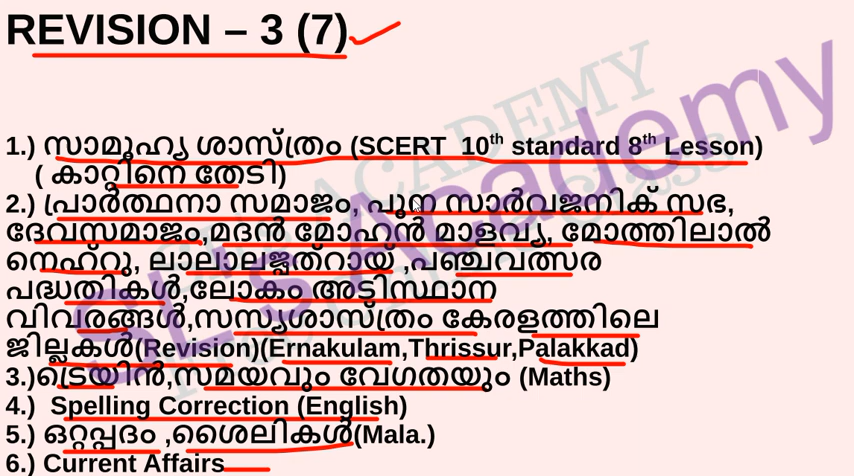 REVISION – 3 (7)
1.) സാമൂഹ്യ ശാസ്ത്രം (SCERT 10th standard 8th Lesson)
( കാറ്റിനെ തേടി)
2.) പ്രാർത്ഥനാ സമാജം, പൂന സാർവജനിക് സഭ,
ദേവസമാജം,മദൻ മോഹൻ മാളവ്യ, മോത്തിലാൽ
നെഹ്റു, ലാലാലജ്പത്റായ് ,പഞ്ചവത്സര
പദ്ധതികൾ,ലോകം അടിസ്ഥാന
വിവരങ്ങൾ,സസ്യശാസ്ത്രം കേരളത്തിലെ
ജില്ലകൾ(Revision)(Ernakulam,Thrissur,Palakkad)
3.)ട്രെയിൻ,സമയവും വേഗതയും (Maths)
4.) Spelling Correction (English)
5.) ഒറ്റപ്പദം ,ശൈലികൾ(Mala.)
6.) Current Affairs
SL's Academy